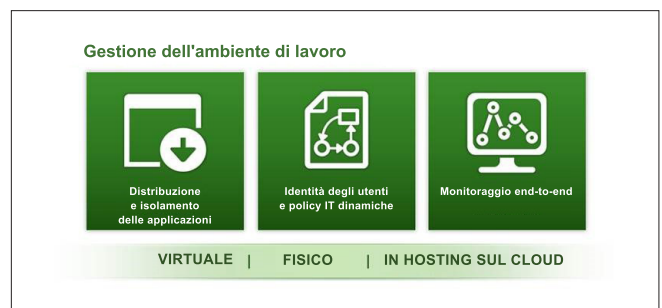 Gestione dell'ambiente di lavoro
Distribuzione
e isolamento
delle applicazioni
Identità degli utenti
e policy IT dinamiche
Monitoraggio end-to-end
VIRTUALE | FISICO | IN HOSTING SUL CLOUD